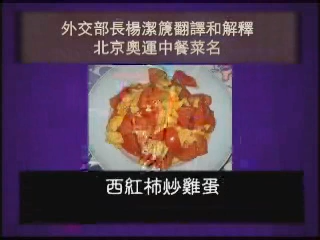 外交部長楊潔篪翻譯和解釋
北京奧運中餐菜名
西紅柿炒雞蛋